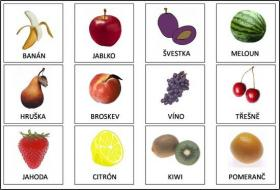 BANÁN
JABLKO
ŠVESTKA
MELOUN
HRUŠKA
BROSKEV
VÍNO
TŘEŠNĚ
JAHODA
CITRÓN
KIWI
POMERANČ